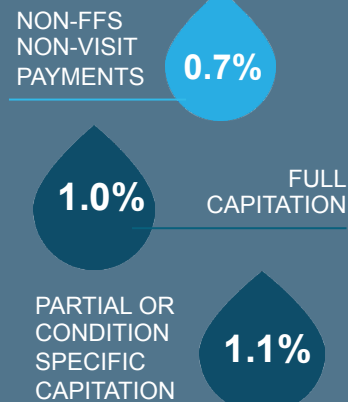 NON-FFS
NON-VISIT
PAYMENTS
0.7%
1.0%
FULL
CAPITATION
PARTIAL OR
CONDITION
SPECIFIC
CAPITATION
1.1%